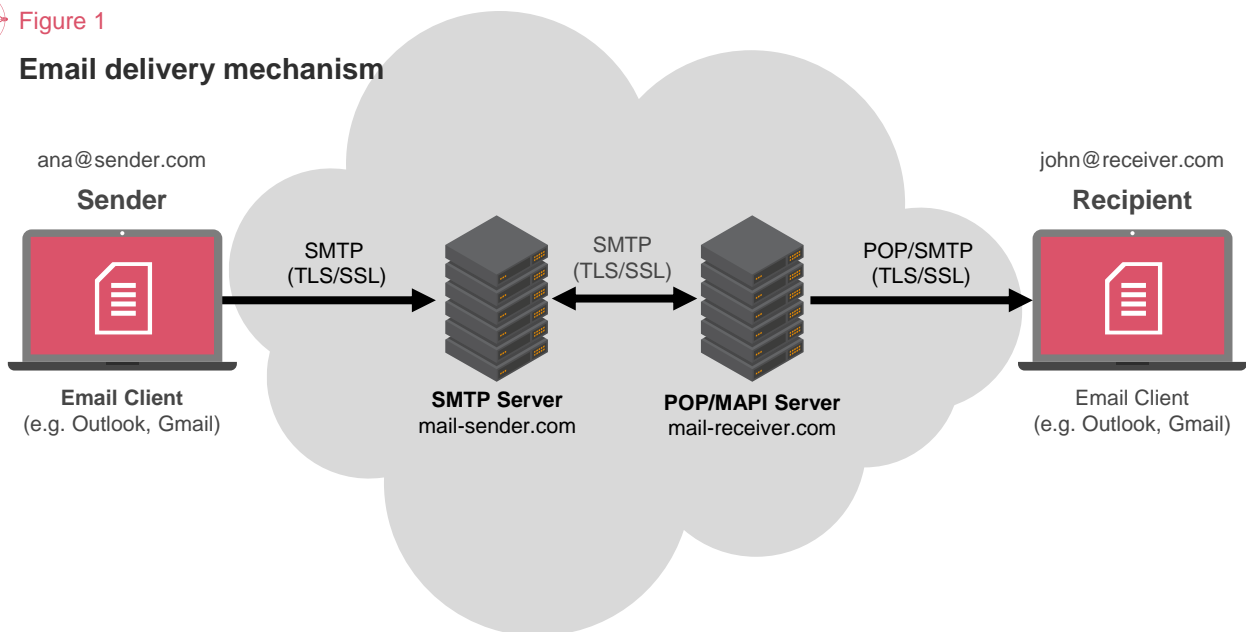 Figure 1
Email delivery mechanism
ana@sender.com
Sender
john@receiver.com
Recipient
SMTP
(TLS/SSL)
SMTP
(TLS/SSL)
POP/SMTP
(TLS/SSL)
Email Client
(e.g. Outlook, Gmail)
SMTP Server
mail-sender.com
POP/MAPI Server
mail-receiver.com
Email Client
(e.g. Outlook, Gmail)